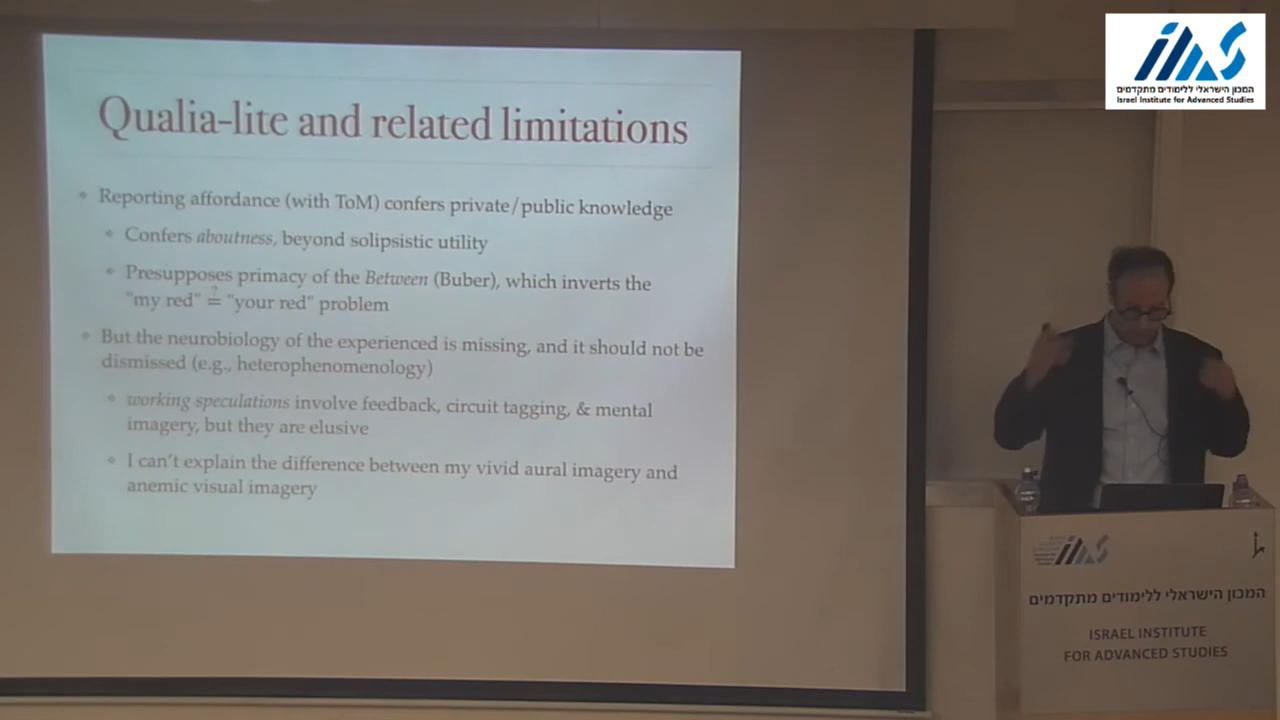 Qualia-lite and related limitations
Reporting affordance (with ToM) confers private/public knowledge
Confers aboutness, beyond solipsistic utility
Presupposes primacy of the Between (Buber), which inverts the
"my red" ≟ "your red" problem
But the neurobiology of the experienced is missing, and it should not be
dismissed (e.g., heterophenomenology)
working speculations involve feedback, circuit tagging, & mental
imagery, but they are elusive
I can't explain the difference between my vivid aural imagery and
anemic visual imagery
המכון הישראלי ללימודים מתקדמים
Israel Institute for Advanced Studies
המכון הישראלי ללימודים מתקדמים
ISRAEL INSTITUTE
FOR ADVANCED STUDIES